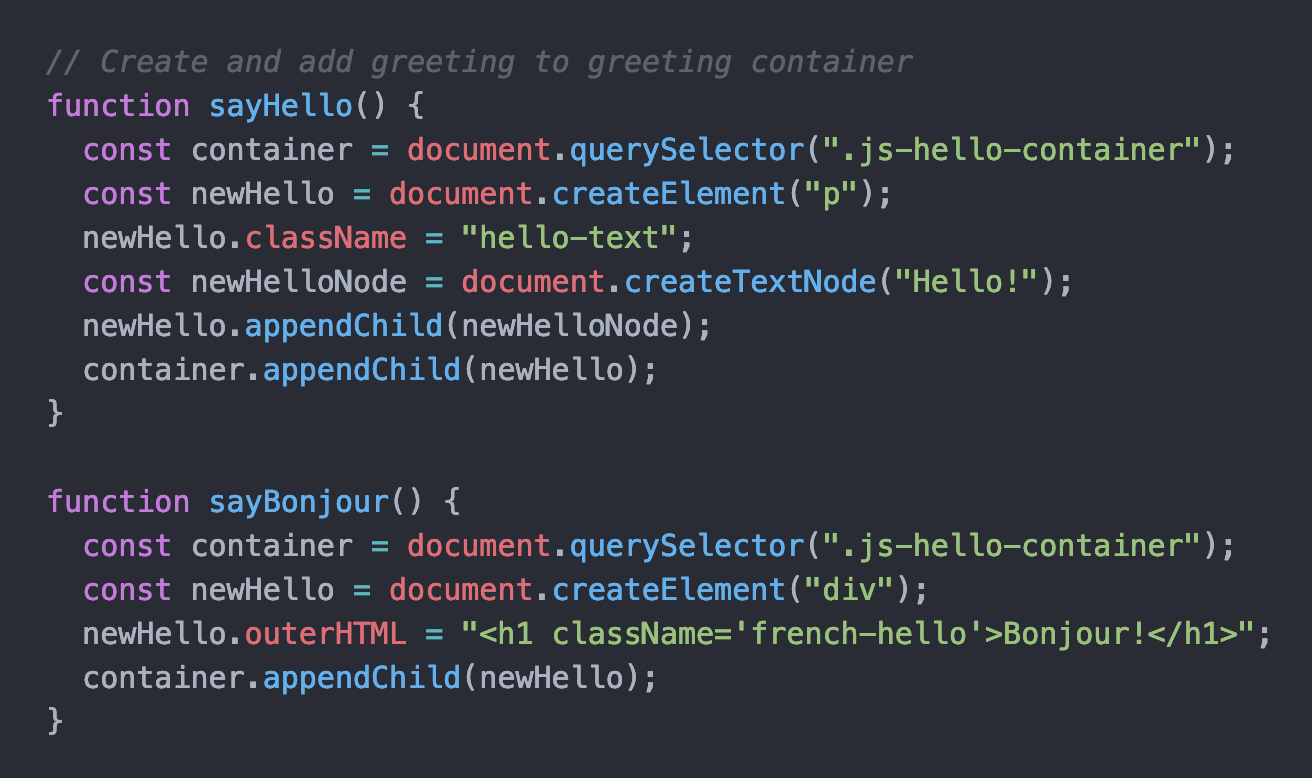 // Create and add greeting to greeting container
function sayHello() {
  const container = document.querySelector(".js-hello-container");
  const newHello = document.createElement("p");
  newHello.className = "hello-text";
  const newHelloNode = document.createTextNode("Hello!");
  newHello.appendChild(newHelloNode);
  container.appendChild(newHello);
}

function sayBonjour() {
  const container = document.querySelector(".js-hello-container");
  const newHello = document.createElement("div");
  newHello.outerHTML = "<h1 className='french-hello'>Bonjour!</h1>";
  container.appendChild(newHello);
}